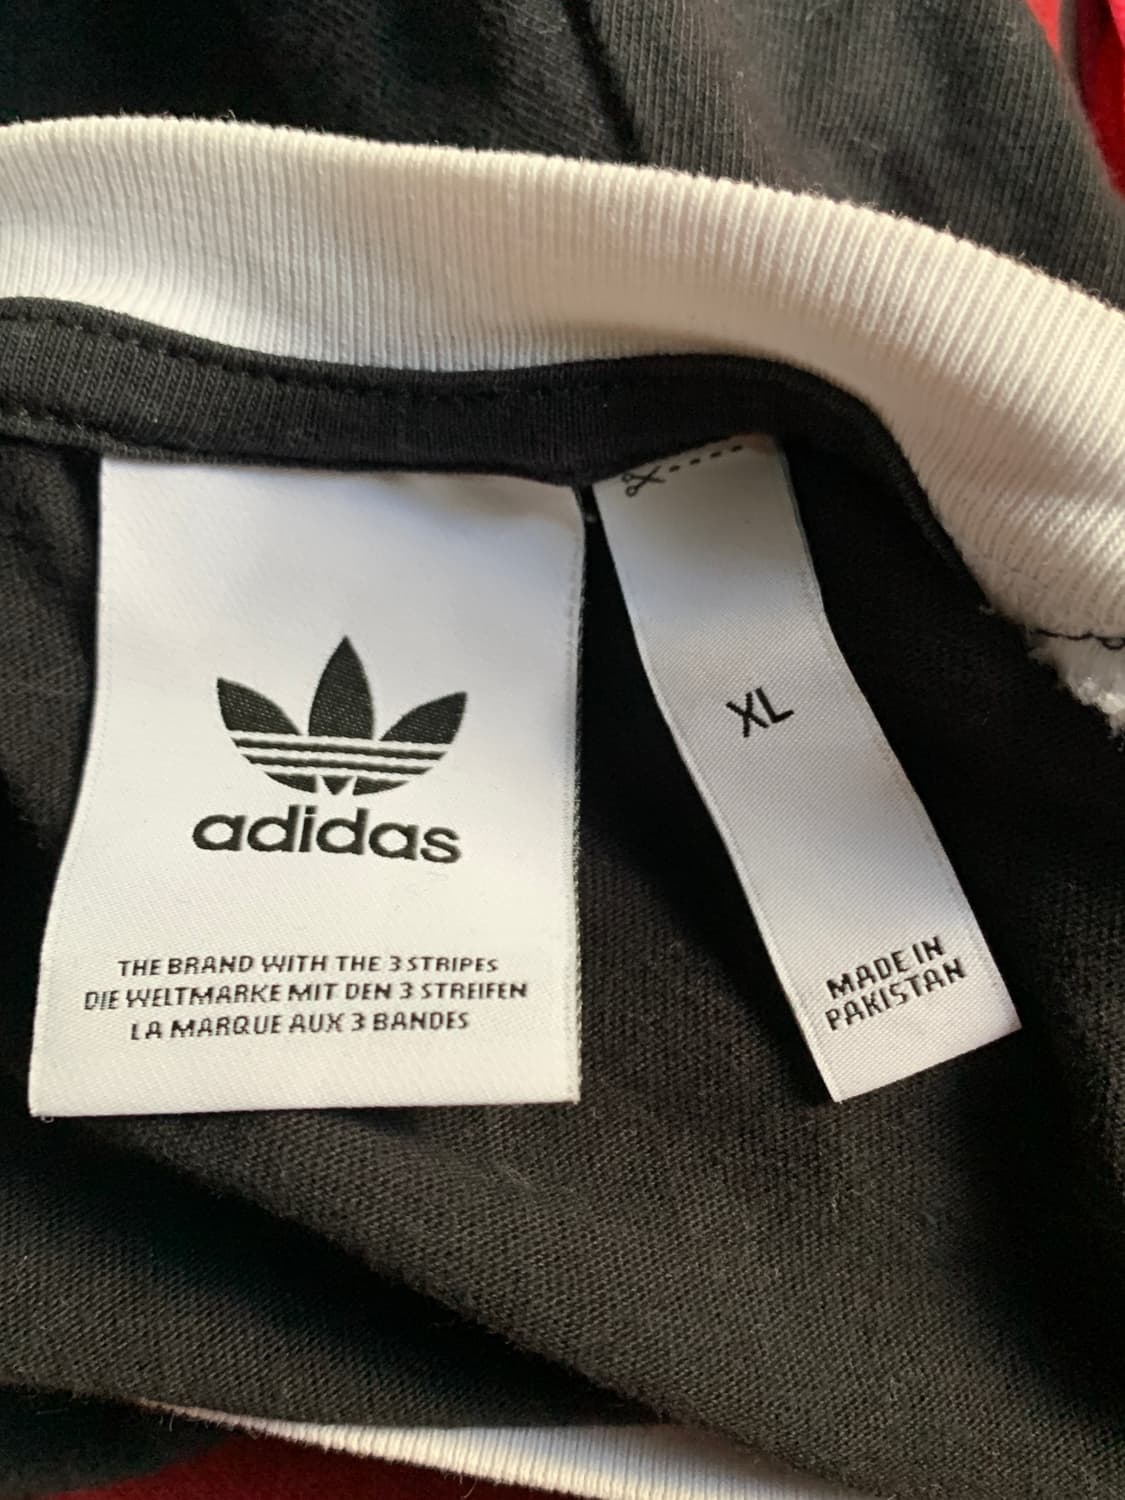 adidas
THE BRAND WITH THE 3 STRIPES
DIE WELTMARKE MIT DEN 3 STREIFEN
LA MARQUE AUX 3 BANDES
XL
MADE IN
PAKISTAN